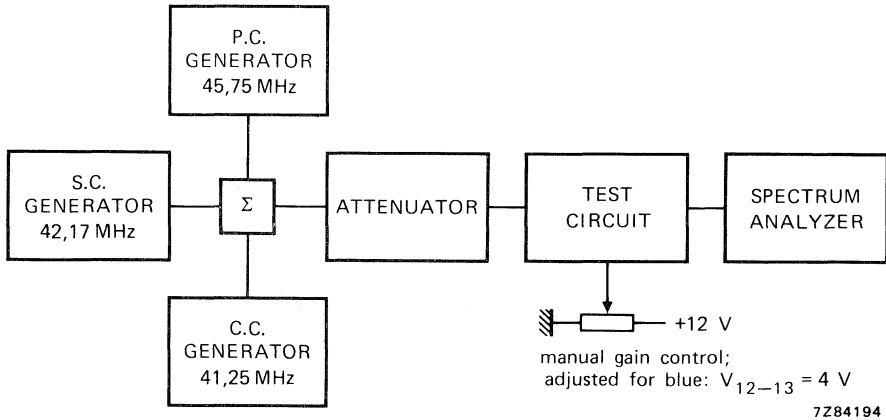 P.C.
GENERATOR
45,75 MHz
S.C.
GENERATOR
42,17 MHz
Σ
ATTENUATOR
TEST
CIRCUIT
SPECTRUM
ANALYZER
C.C.
GENERATOR
41,25 MHz
+12 V
manual gain control;
adjusted for blue: V12–13 = 4 V
7Z84194